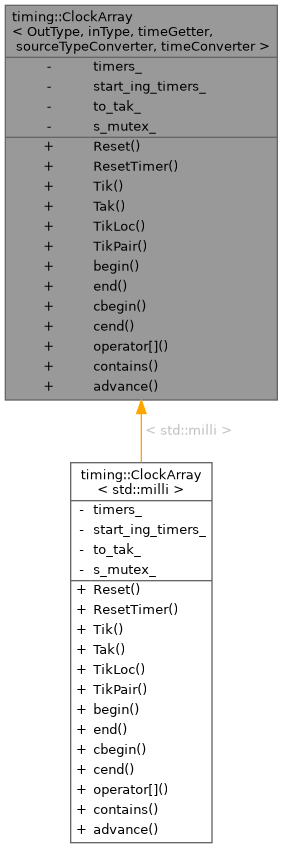 timing::ClockArray
< OutType, inType, timeGetter,
sourceTypeConverter, timeConverter >
- timers_
- start_ing_timers_
- to_tak_
- s_mutex_
+ Reset()
+ ResetTimer()
+ Tik()
+ Tak()
+ TikLoc()
+ TikPair()
+ begin()
+ end()
+ cbegin()
+ cend()
+ operator[]()
+ contains()
+ advance()
< std::milli >
timing::ClockArray
< std::milli >
- timers_
- start_ing_timers_
- to_tak_
- s_mutex_
+ Reset()
+ ResetTimer()
+ Tik()
+ Tak()
+ TikLoc()
+ TikPair()
+ begin()
+ end()
+ cbegin()
+ cend()
+ operator[]()
+ contains()
+ advance()